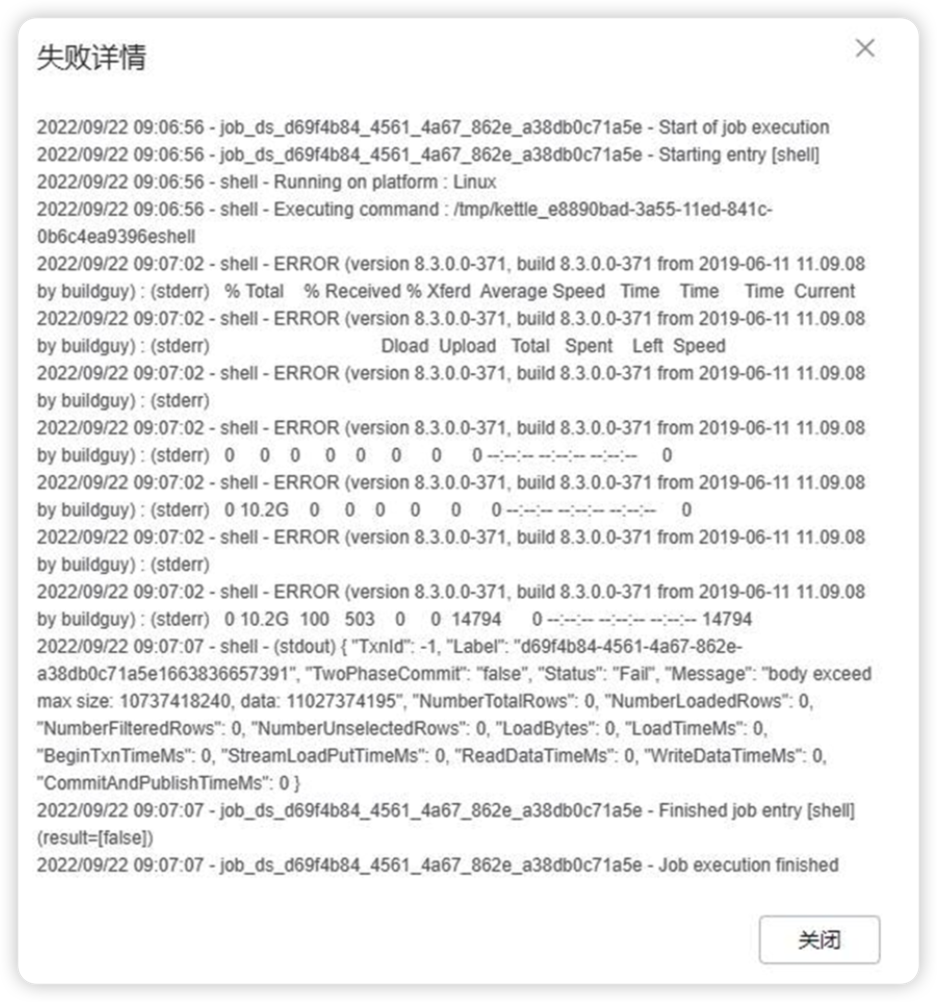 失败详情
2022/09/22 09:06:56 - job_ds_d69f4b84_4561_4a67_862e_a38db0c71a5e - Start of job execution
2022/09/22 09:06:56 - job_ds_d69f4b84_4561_4a67_862e_a38db0c71a5e - Starting entry [shell]
2022/09/22 09:06:56 - shell - Running on platform : Linux
2022/09/22 09:06:56 - shell - Executing command : /tmp/kettle_e8890bad-3a55-11ed-841c-
0b6c4ea9396eshell
2022/09/22 09:07:02 - shell - ERROR (version 8.3.0.0-371, build 8.3.0.0-371 from 2019-06-11 11.09.08
by buildguy) : (stderr)   % Total    % Received % Xferd  Average Speed   Time    Time     Time  Current
2022/09/22 09:07:02 - shell - ERROR (version 8.3.0.0-371, build 8.3.0.0-371 from 2019-06-11 11.09.08
by buildguy) : (stderr)                                  Dload  Upload   Total   Spent    Left  Speed
2022/09/22 09:07:02 - shell - ERROR (version 8.3.0.0-371, build 8.3.0.0-371 from 2019-06-11 11.09.08
by buildguy) : (stderr)
2022/09/22 09:07:02 - shell - ERROR (version 8.3.0.0-371, build 8.3.0.0-371 from 2019-06-11 11.09.08
by buildguy) : (stderr)   0     0    0     0    0     0      0      0 --:--:-- --:--:-- --:--:--     0
2022/09/22 09:07:02 - shell - ERROR (version 8.3.0.0-371, build 8.3.0.0-371 from 2019-06-11 11.09.08
by buildguy) : (stderr)   0 10.2G    0     0    0     0      0      0 --:--:-- --:--:-- --:--:--     0
2022/09/22 09:07:02 - shell - ERROR (version 8.3.0.0-371, build 8.3.0.0-371 from 2019-06-11 11.09.08
by buildguy) : (stderr)
2022/09/22 09:07:02 - shell - ERROR (version 8.3.0.0-371, build 8.3.0.0-371 from 2019-06-11 11.09.08
by buildguy) : (stderr)   0 10.2G  100   503    0     0  14794      0 --:--:-- --:--:-- --:--:-- 14794
2022/09/22 09:07:07 - shell - (stdout) { "TxnId": -1, "Label": "d69f4b84-4561-4a67-862e-
a38db0c71a5e1663836657391", "TwoPhaseCommit": "false", "Status": "Fail", "Message": "body exceed
max size: 10737418240, data: 11027374195", "NumberTotalRows": 0, "NumberLoadedRows": 0,
"NumberFilteredRows": 0, "NumberUnselectedRows": 0, "LoadBytes": 0, "LoadTimeMs": 0,
"BeginTxnTimeMs": 0, "StreamLoadPutTimeMs": 0, "ReadDataTimeMs": 0, "WriteDataTimeMs": 0,
"CommitAndPublishTimeMs": 0 }
2022/09/22 09:07:07 - job_ds_d69f4b84_4561_4a67_862e_a38db0c71a5e - Finished job entry [shell]
(result=[false])
2022/09/22 09:07:07 - job_ds_d69f4b84_4561_4a67_862e_a38db0c71a5e - Job execution finished
关闭